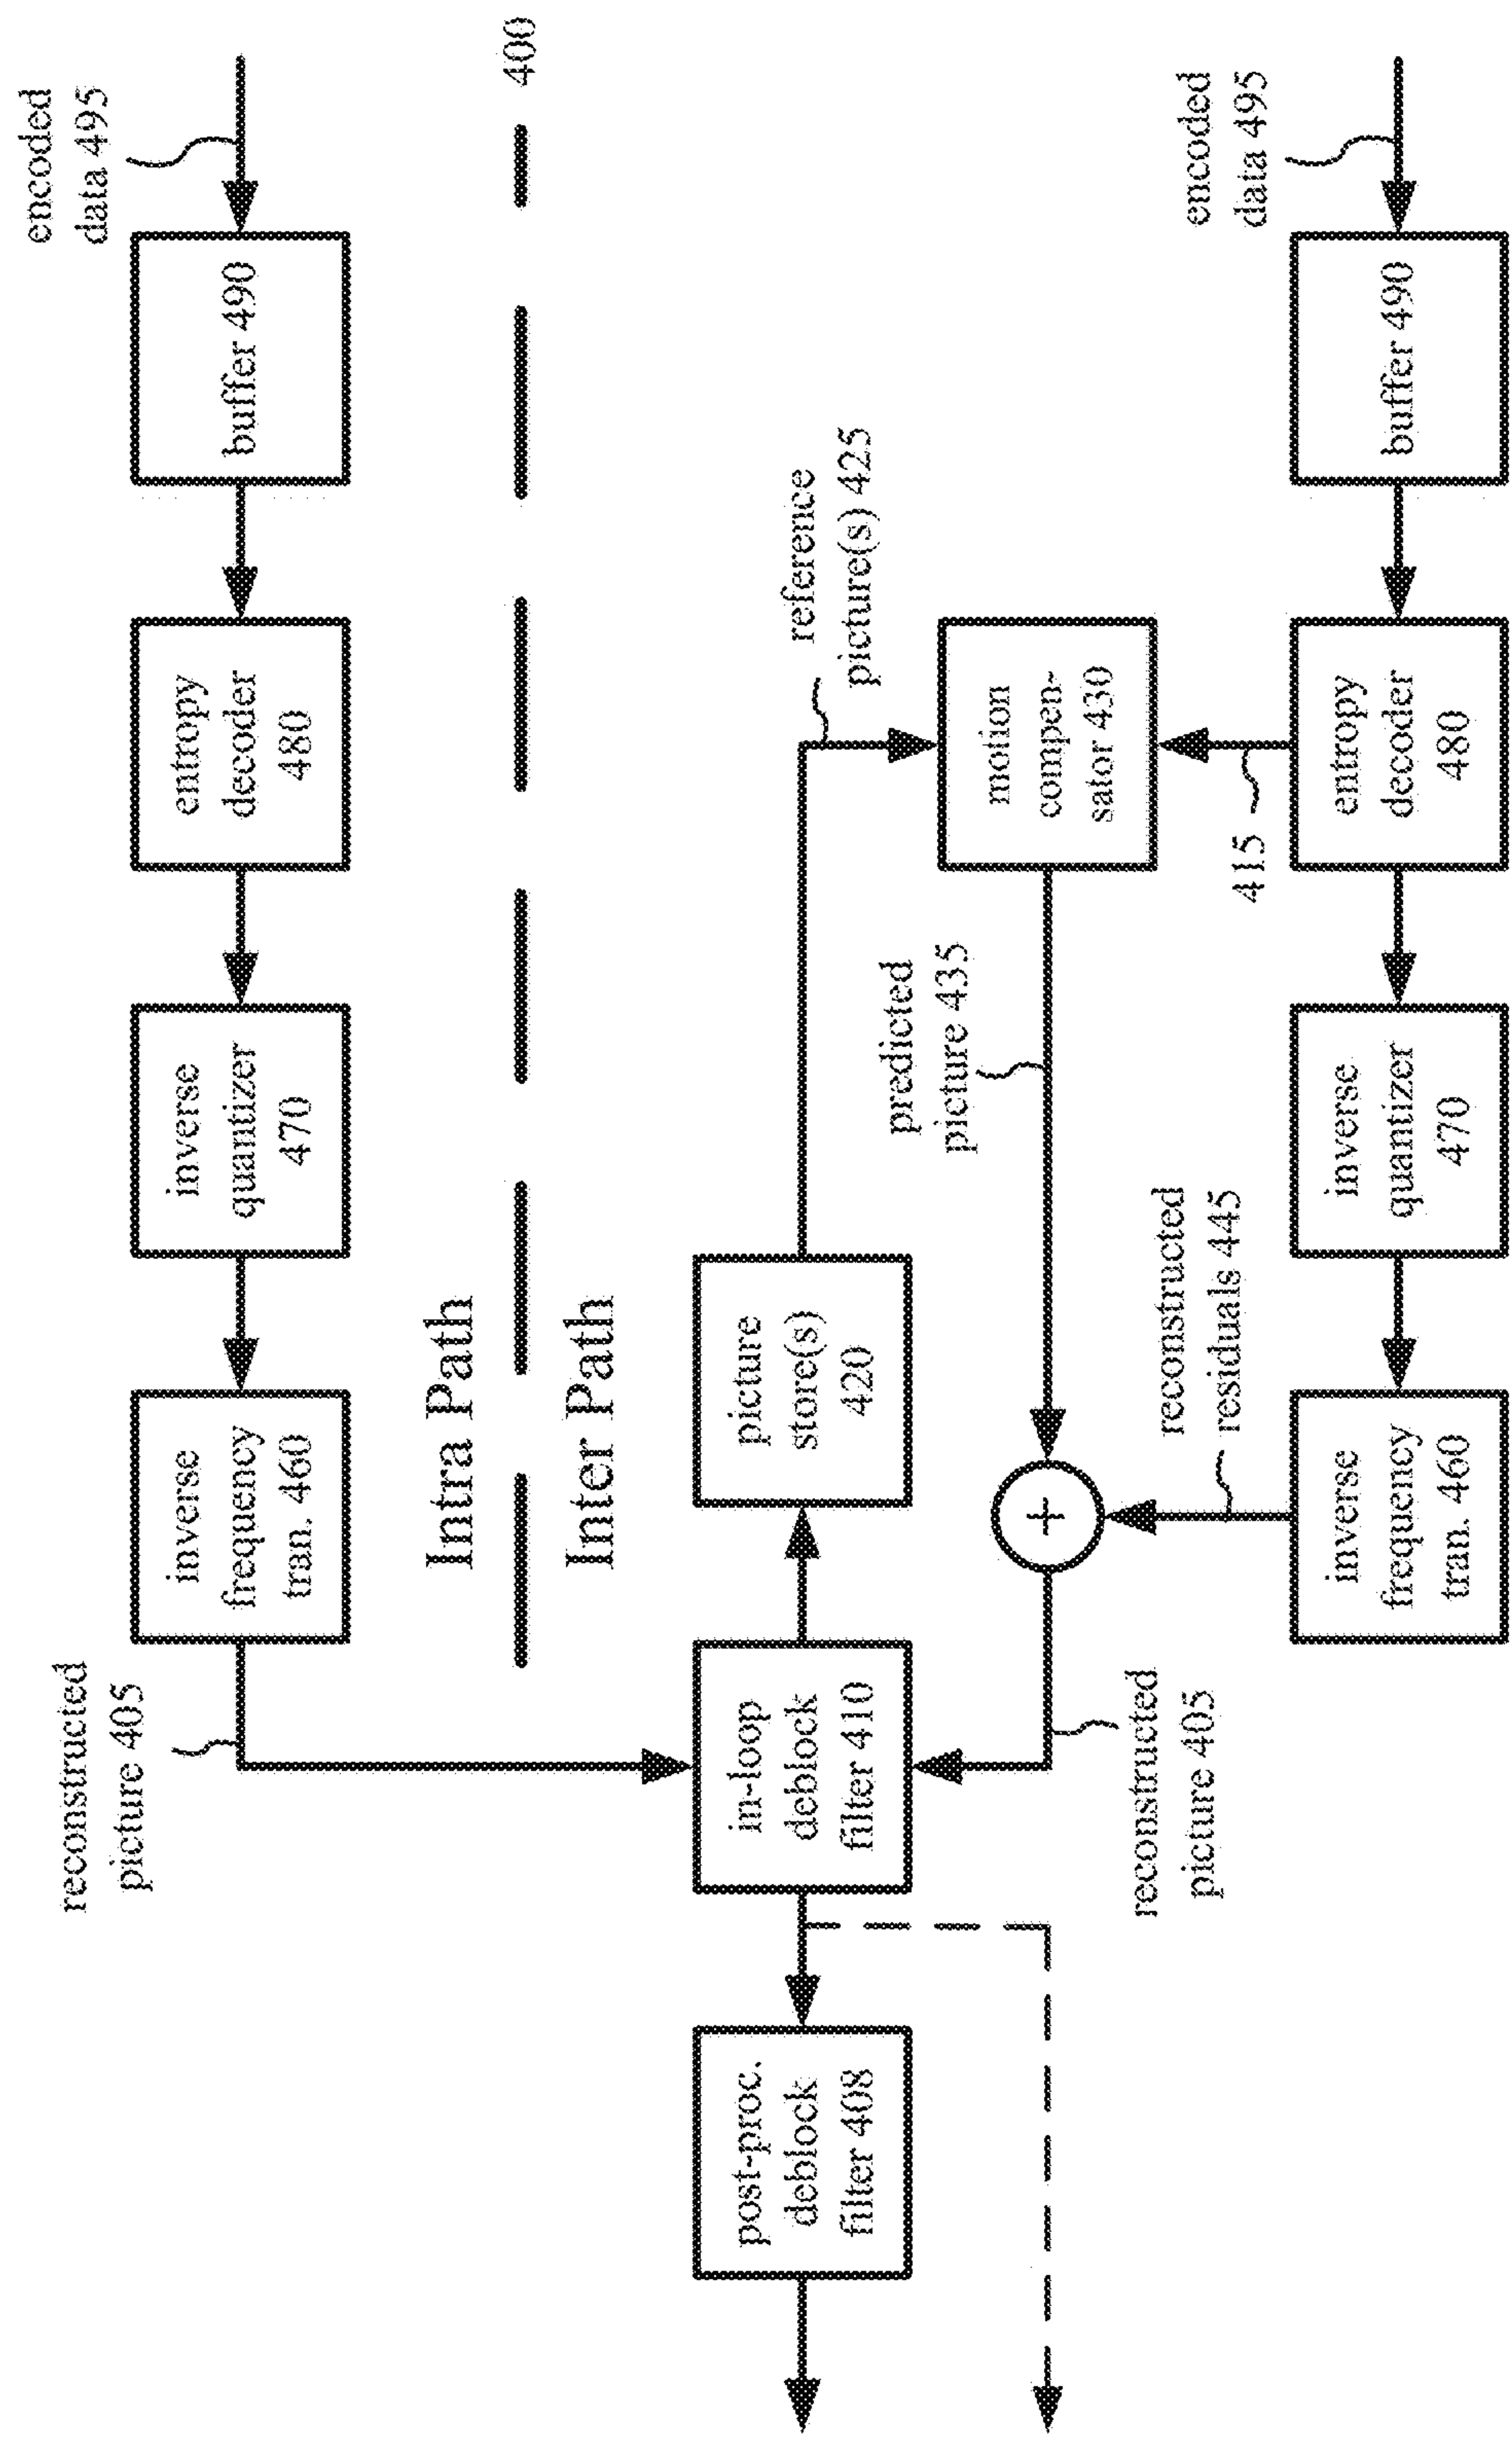 encoded
data 495
buffer 490
entropy
decoder
480
inverse
quantizer
470
inverse
frequency
tran. 460
reconstructed
picture 405
400
Intra Path
Inter Path
reference
picture(s) 425
picture
store(s)
420
in-loop
deblock
filter 410
post-proc.
deblock
filter 408
motion
compen-
sator 430
predicted
picture 435
+
reconstructed
picture 405
415
reconstructed
residuals 445
encoded
data 495
buffer 490
entropy
decoder
480
inverse
quantizer
470
inverse
frequency
tran. 460